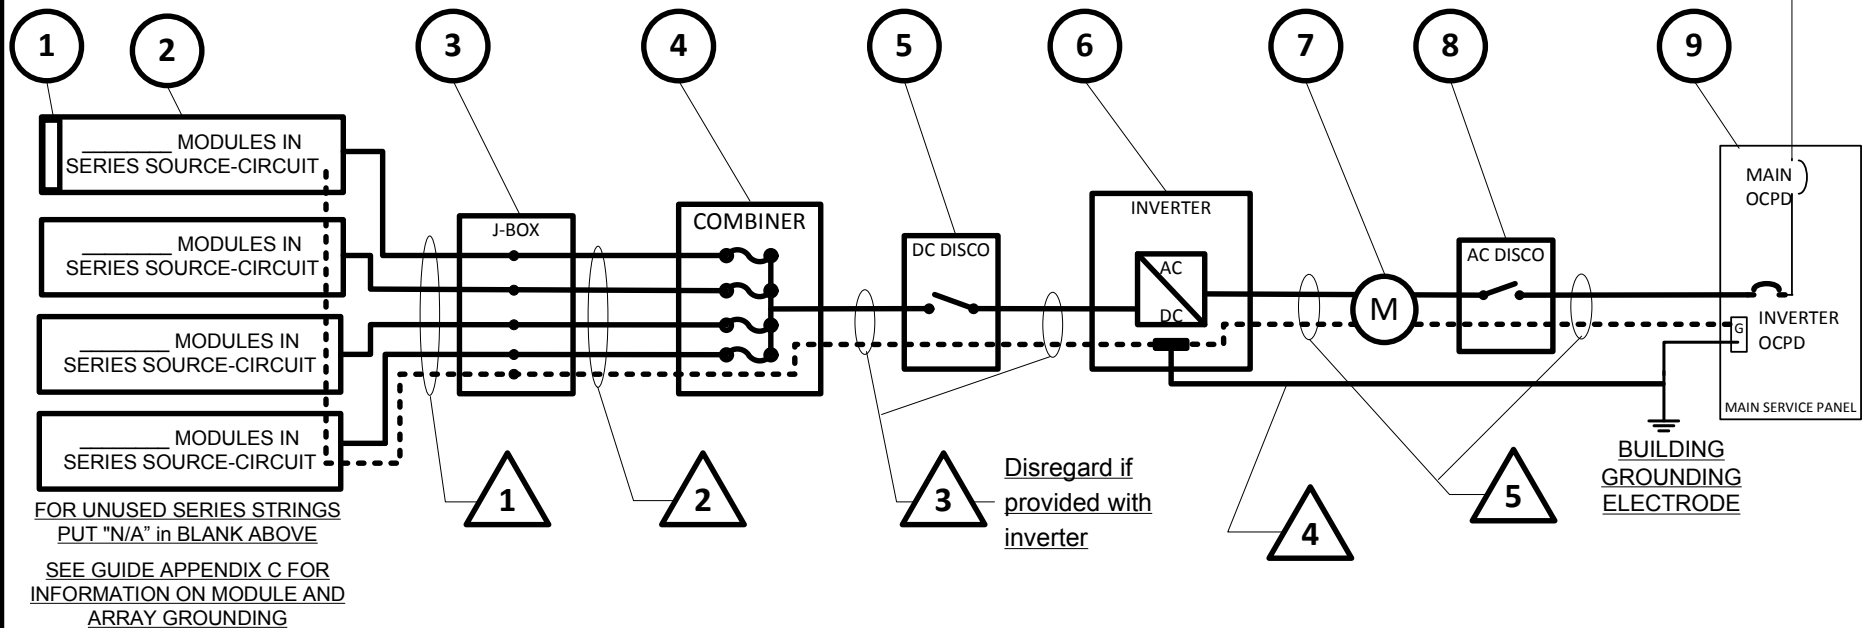 1 2 3 4 5 6 7 8 9
________ MODULES IN
SERIES SOURCE-CIRCUIT
________ MODULES IN
SERIES SOURCE-CIRCUIT
________ MODULES IN
SERIES SOURCE-CIRCUIT
________ MODULES IN
SERIES SOURCE-CIRCUIT
FOR UNUSED SERIES STRINGS
PUT "N/A” in BLANK ABOVE
SEE GUIDE APPENDIX C FOR
INFORMATION ON MODULE AND
ARRAY GROUNDING
J-BOX
COMBINER
DC DISCO
INVERTER
AC
DC
M
AC DISCO
MAIN
OCPD
G
INVERTER
OCPD
MAIN SERVICE PANEL
BUILDING
GROUNDING
ELECTRODE
1
2
3
Disregard if
provided with
inverter
4
5